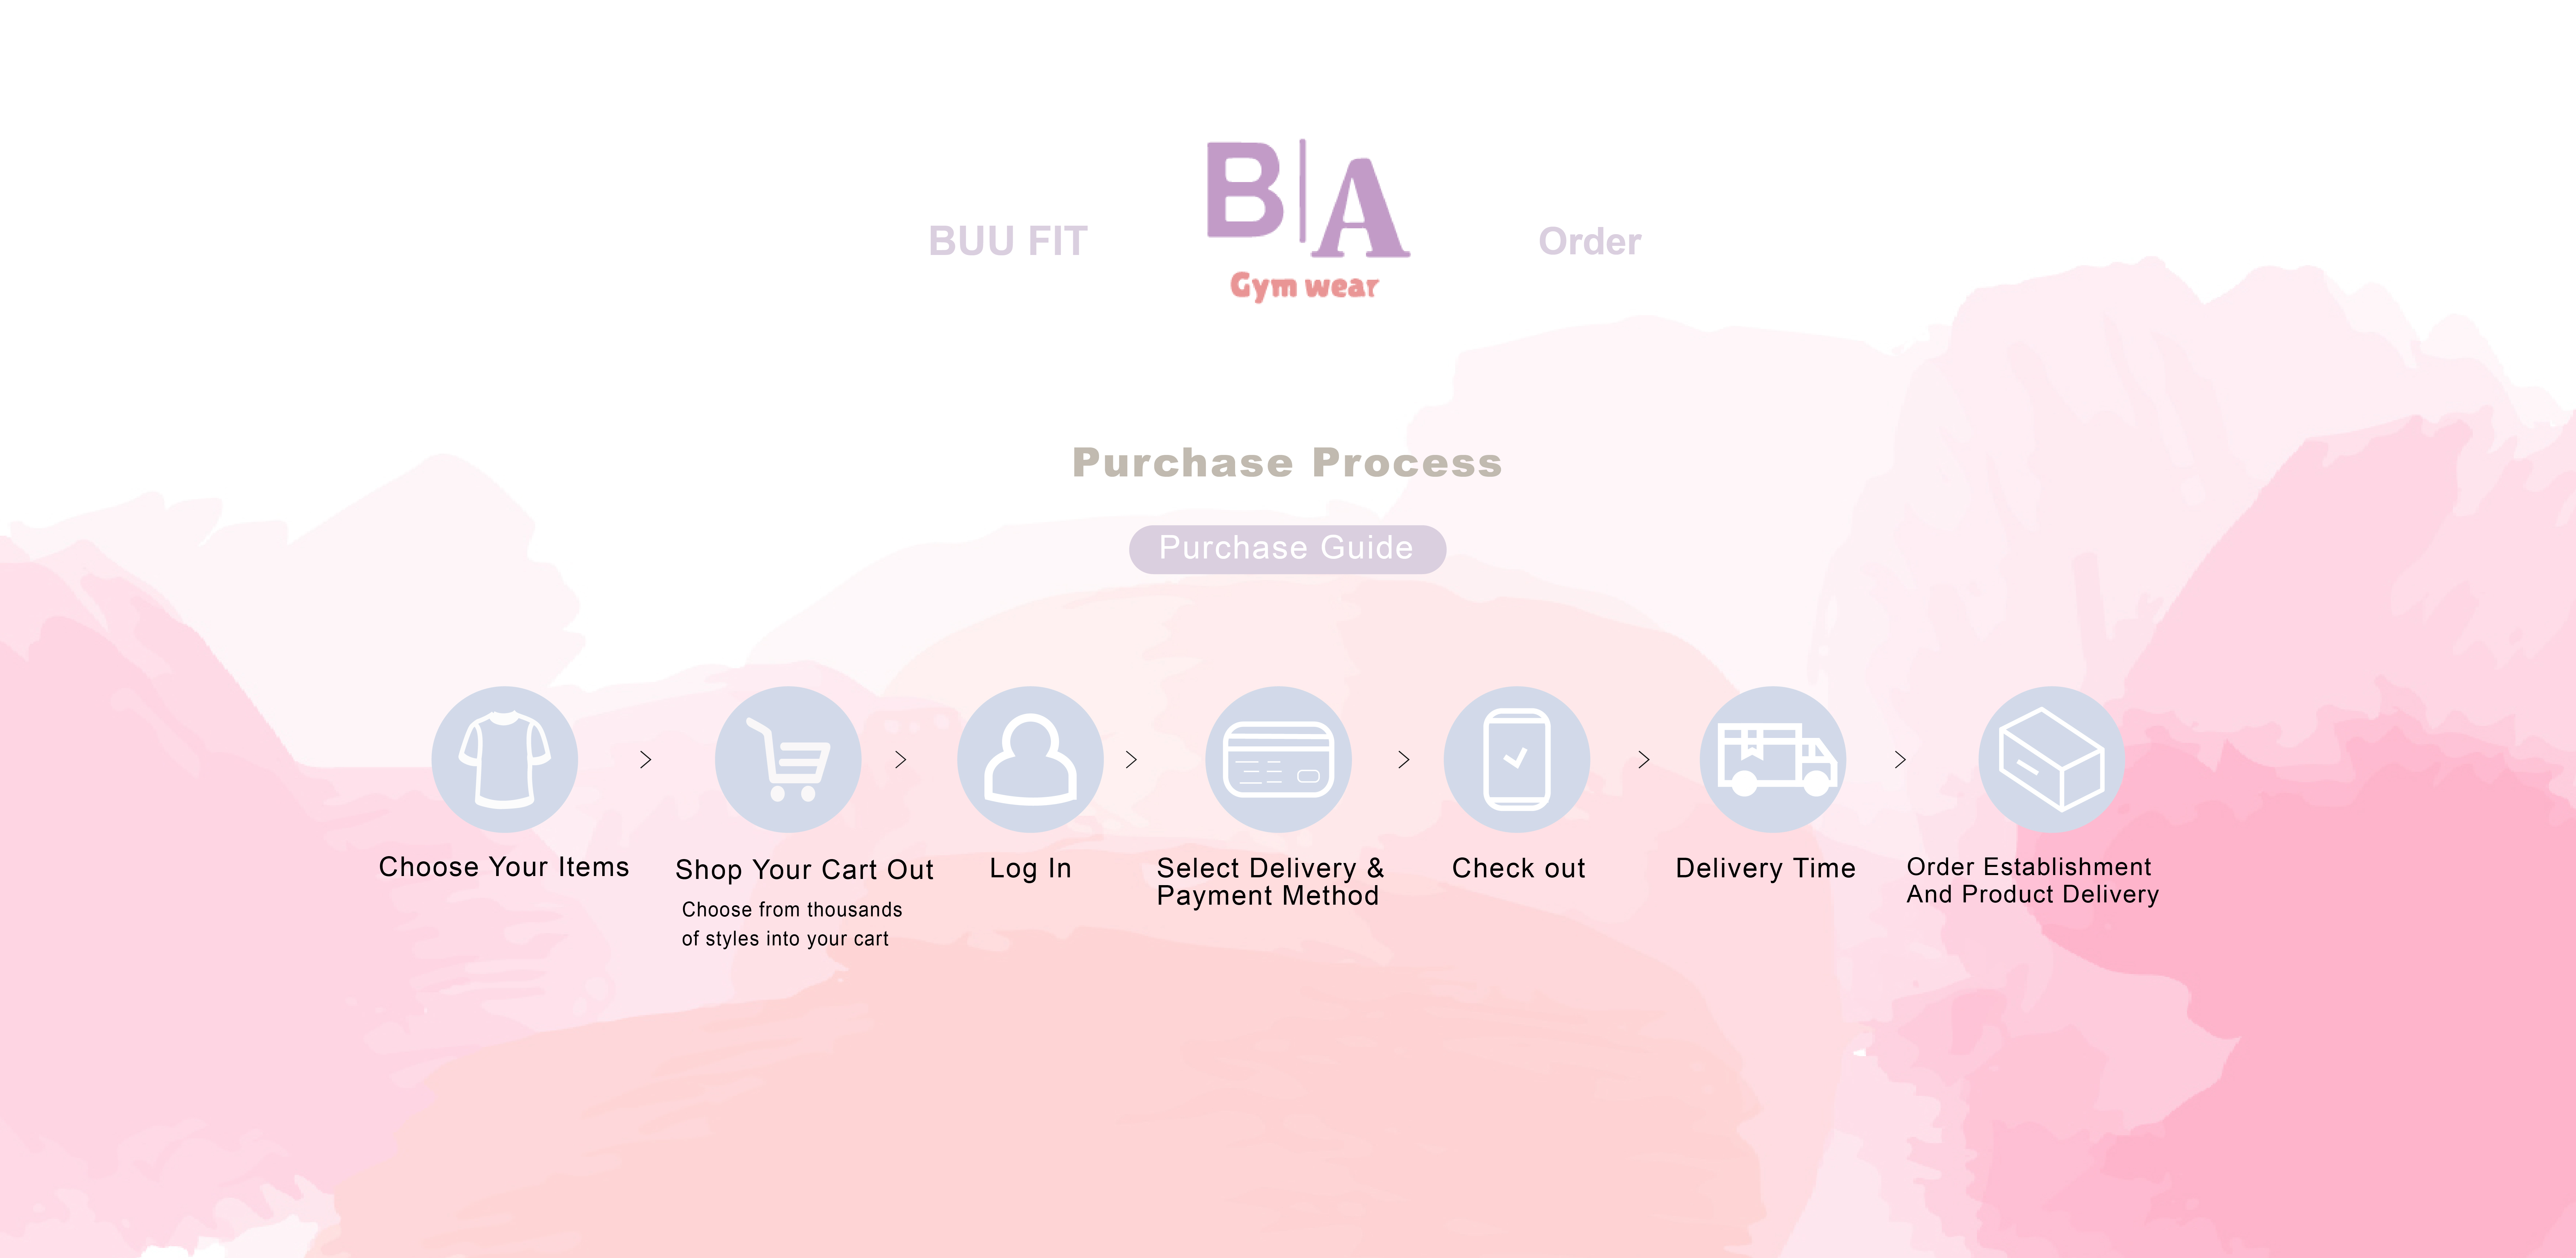 BUU FIT
B|A
Gym wear
Order
Purchase Process
Purchase Guide
Choose Your Items
Shop Your Cart Out
Choose from thousands
of styles into your cart
Log In
Select Delivery &
Payment Method
Check out
Delivery Time
Order Establishment
And Product Delivery